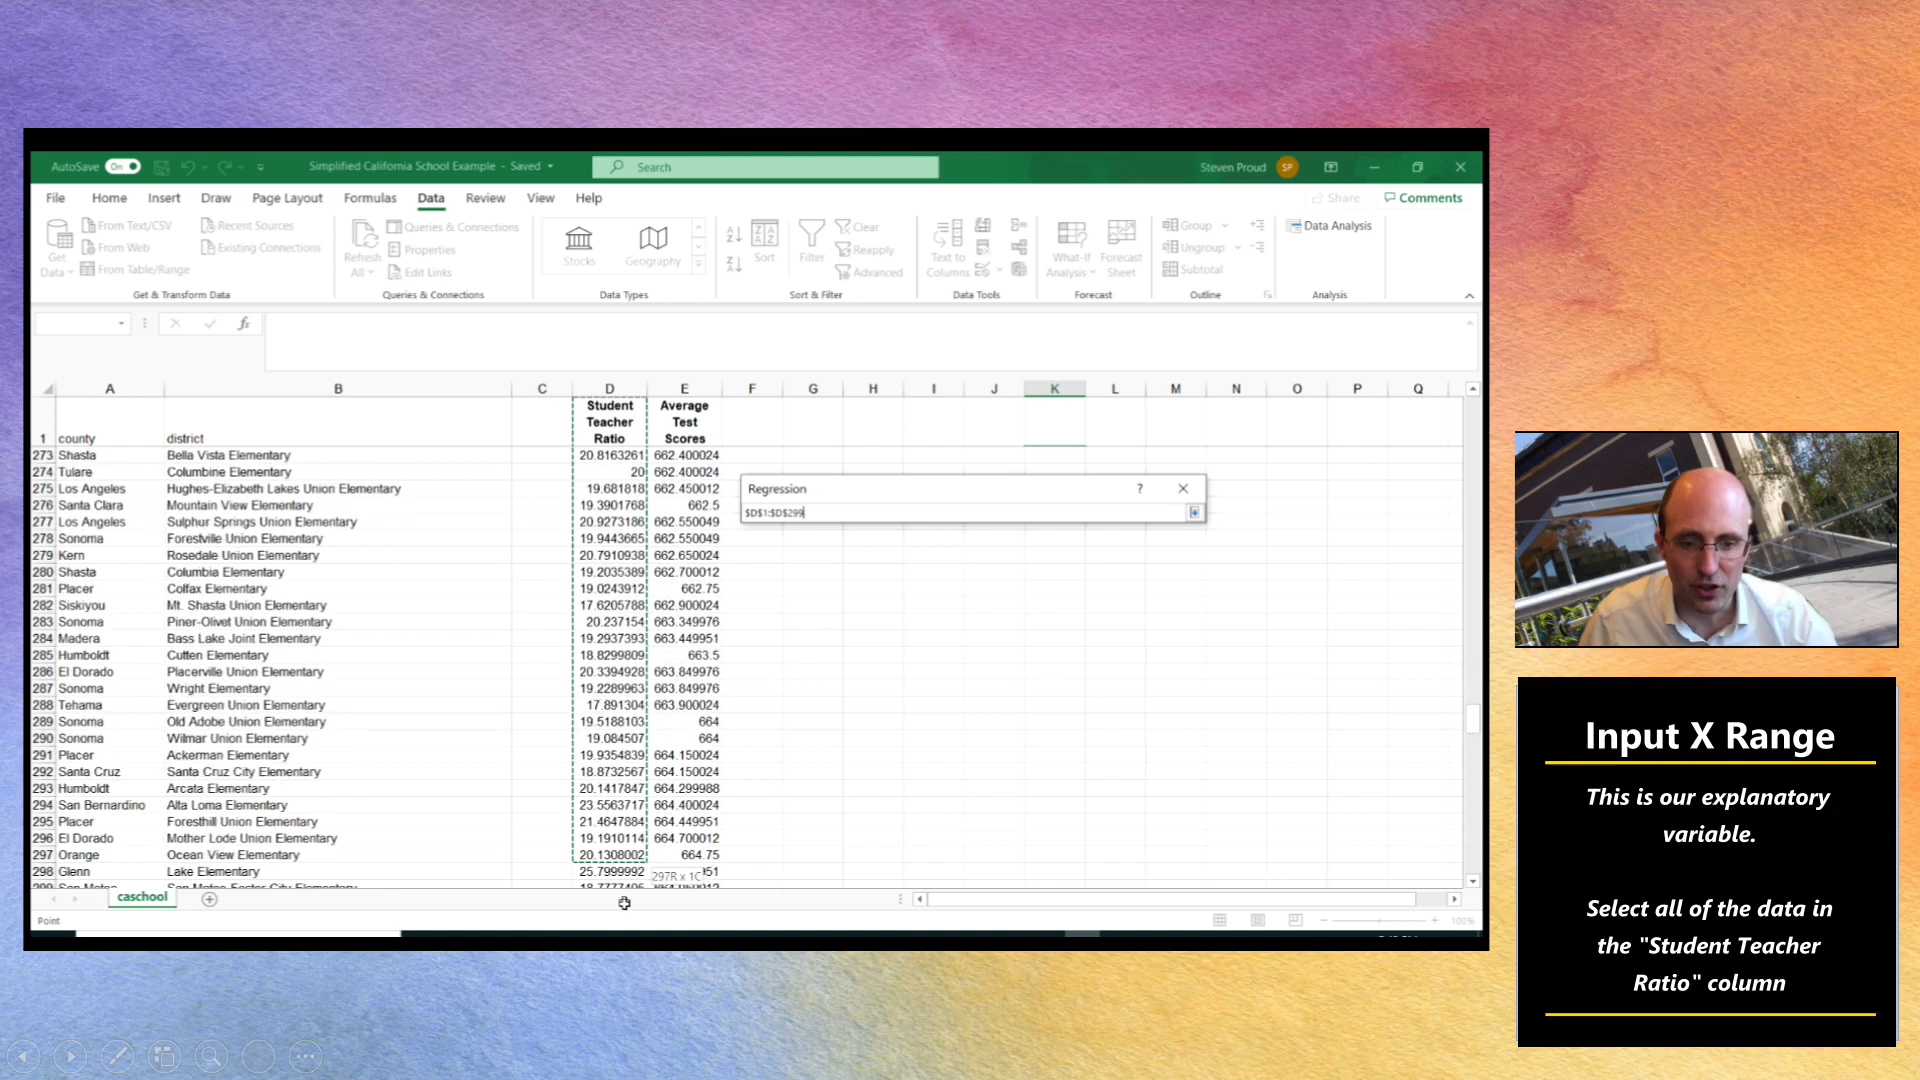 AutoSave On Simplified California School Example - Saved Search Steven Proud SP
File Home Insert Draw Page Layout Formulas Data Review View Help Share Comments
Get Data
From Text/CSV
From Web
From Table/Range
Recent Sources
Existing Connections
Get & Transform Data
Refresh All
Queries & Connections
Properties
Edit Links
Queries & Connections
Stocks Geography
Data Types
Sort Filter
Clear
Reapply
Advanced
Sort & Filter
Text to Columns
Data Tools
What-If Analysis
Forecast Sheet
Forecast
Group
Ungroup
Subtotal
Outline
Data Analysis
Analysis
fx
A B C D E F G H I J K L M N O P Q
1 county district Student Teacher Ratio Average Test Scores
273 Shasta Bella Vista Elementary 20.8163261 662.400024
274 Tulare Columbine Elementary 20 662.400024
275 Los Angeles Hughes-Elizabeth Lakes Union Elementary 19.681818 662.450012
276 Santa Clara Mountain View Elementary 19.3901768 662.5
277 Los Angeles Sulphur Springs Union Elementary 20.9273186 662.550049
278 Sonoma Forestville Union Elementary 19.9443665 662.550049
279 Kern Rosedale Union Elementary 20.7910938 662.650024
280 Shasta Columbia Elementary 19.2035389 662.700012
281 Placer Colfax Elementary 19.0243912 662.75
282 Siskiyou Mt. Shasta Union Elementary 17.6205788 662.900024
283 Sonoma Piner-Olivet Union Elementary 20.237154 663.349976
284 Madera Bass Lake Joint Elementary 19.2937393 663.449951
285 Humboldt Cutten Elementary 18.8299809 663.5
286 El Dorado Placerville Union Elementary 20.3394928 663.849976
287 Sonoma Wright Elementary 19.2289963 663.849976
288 Tehama Evergreen Union Elementary 17.891304 663.900024
289 Sonoma Old Adobe Union Elementary 19.5188103 664
290 Sonoma Wilmar Union Elementary 19.084507 664
291 Placer Ackerman Elementary 19.9354839 664.150024
292 Santa Cruz Santa Cruz City Elementary 18.8732567 664.150024
293 Humboldt Arcata Elementary 20.1417847 664.299988
294 San Bernardino Alta Loma Elementary 23.5563717 664.400024
295 Placer Foresthill Union Elementary 21.4647884 664.449951
296 El Dorado Mother Lode Union Elementary 19.1910114 664.700012
297 Orange Ocean View Elementary 20.1308002 664.75
298 Glenn Lake Elementary 25.7999992
297R x 1C
Regression ?
$D$1:$D$299
caschool
Point
100%
Input X Range
This is our explanatory
variable.
Select all of the data in
the "Student Teacher
Ratio" column